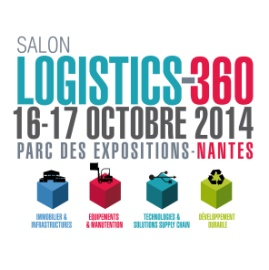 SALON
LOGISTICS-360
16-17 OCTOBRE 2014
PARC DES EXPOSITIONS-NANTES
IMMOBILIER &
INFRASTRUCTURES
EQUIPEMENTS
& MANUTENTION
TECHNOLOGIES &
SOLUTIONS SUPPLY CHAIN
DÉVELOPPEMENT
DURABLE